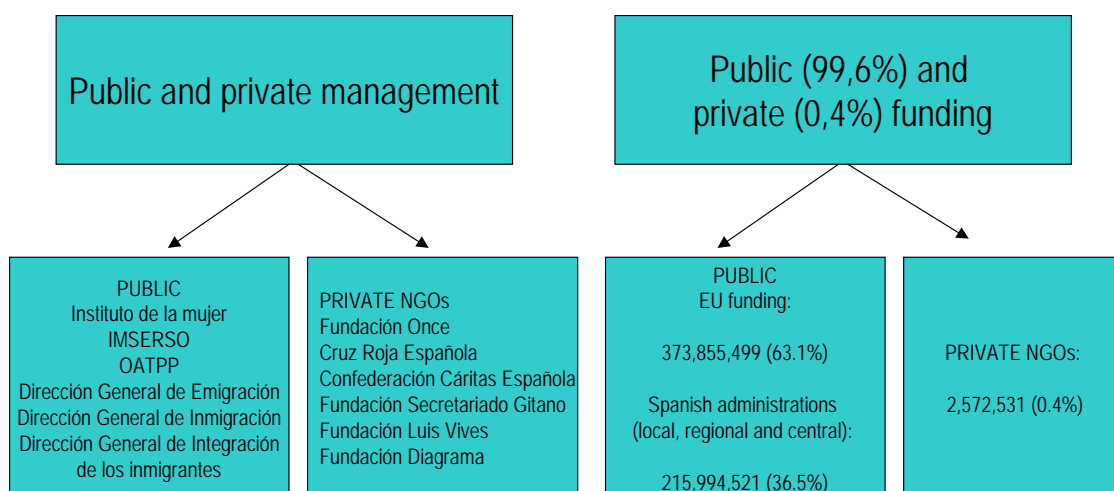 Public and private management
Public (99,6%) and
private (0,4%) funding
PUBLIC
Instituto de la mujer
IMSERSO
OATPP
Dirección General de Emigración
Dirección General de Inmigración
Dirección General de Integración
de los inmigrantes
PRIVATE NGOs
Fundación Once
Cruz Roja Española
Confederación Cáritas Española
Fundación Secretariado Gitano
Fundación Luis Vives
Fundación Diagrama
PUBLIC
EU funding:
373,855,499 (63.1%)
Spanish administrations
(local, regional and central):
215,994,521 (36.5%)
PRIVATE NGOs:
2,572,531 (0.4%)